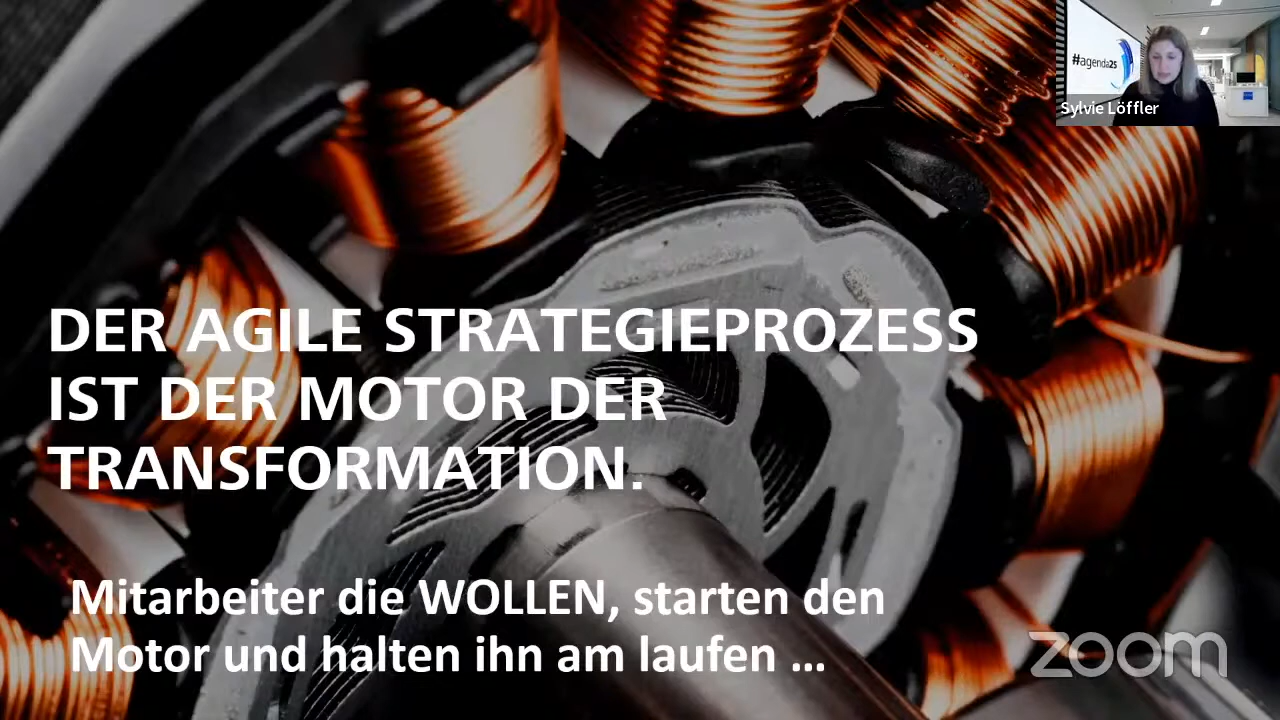 #agenda25
Sylvie Löffler
DER AGILE STRATEGIEPROZESS
IST DER MOTOR DER
TRANSFORMATION.
Mitarbeiter die WOLLEN, starten den
Motor und halten ihn am laufen ...
zoom